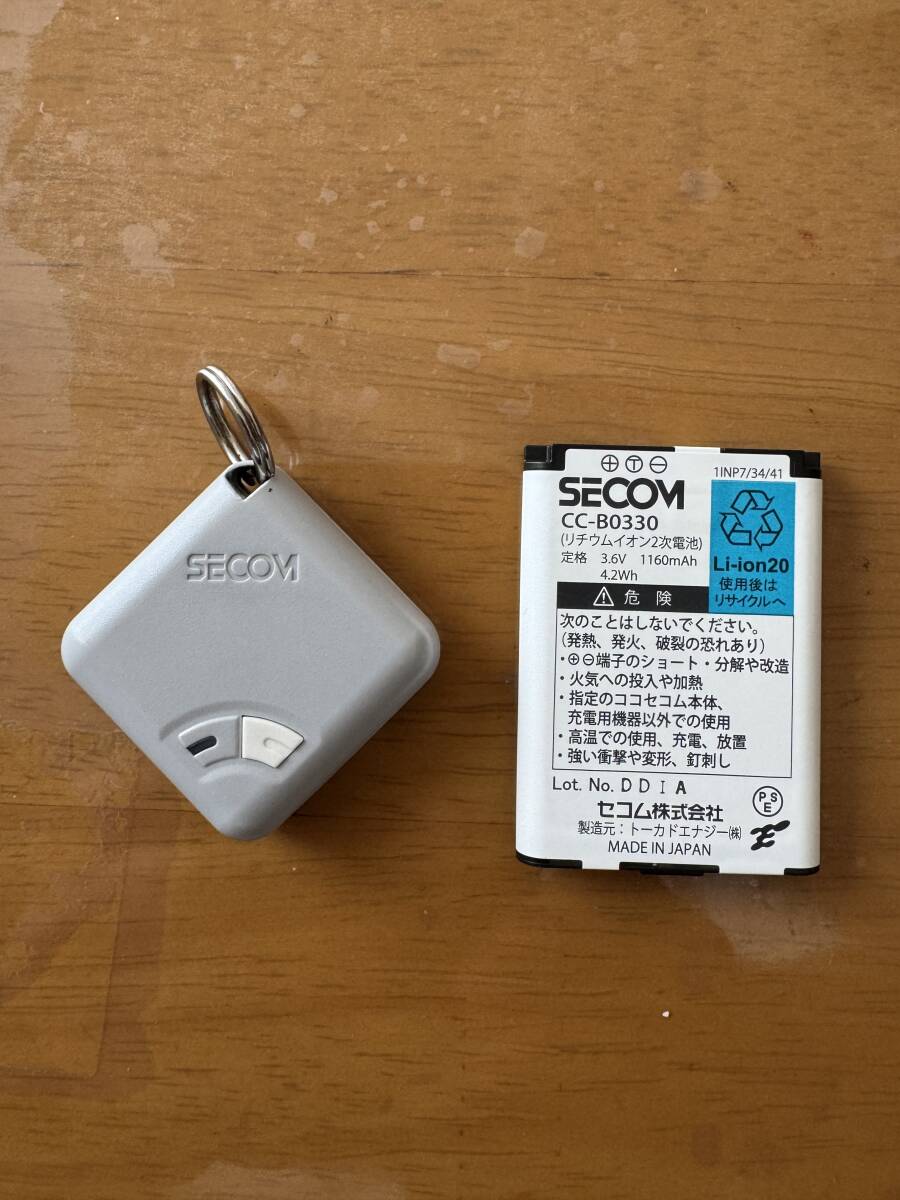 SECOM
⊕Ⓣ⊖
1INP7/34/41
SECOM
CC-B0330
(リチウムイオン2次電池)
定格 3.6V 1160mAh
4.2Wh
Li-ion20
使用後は
リサイクルへ
⚠ 危険
次のことはしないでください。
(発熱、発火、破裂の恐れあり)
・⊕⊖端子のショート・分解や改造
・火気への投入や加熱
・指定のココセコム本体、
充電用機器以外での使用
・高温での使用、充電、放置
・強い衝撃や変形、釘刺し
Lot. No. DDIA
PSE
セコム株式会社
製造元：トーカドエナジー㈱
MADE IN JAPAN